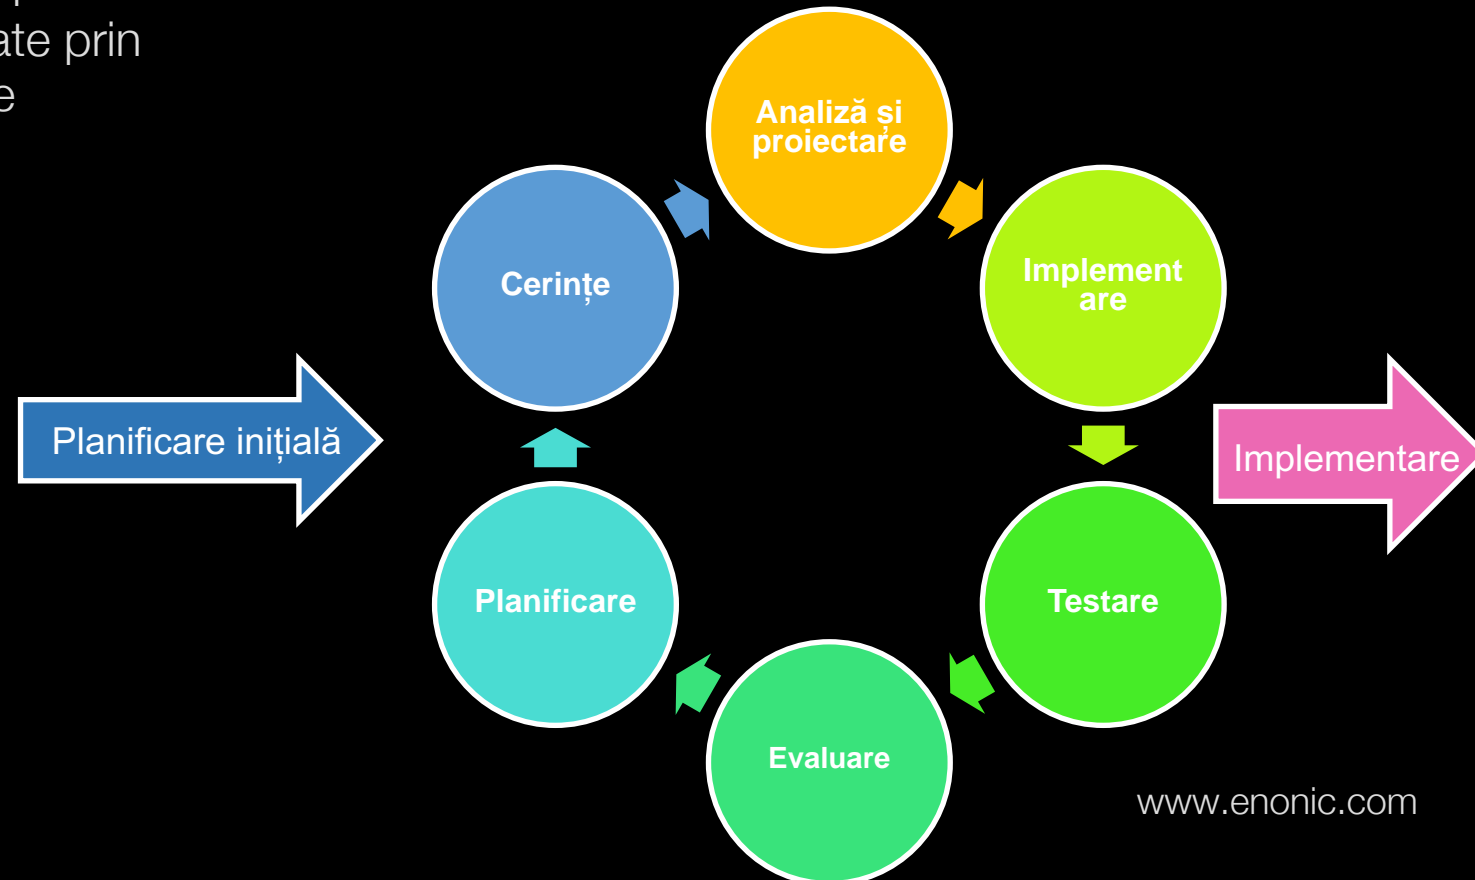 ate prin
e
Analiză și
proiectare
Cerințe
Implement
are
Planificare inițială
Implementare
Planificare
Testare
Evaluare
www.enonic.com